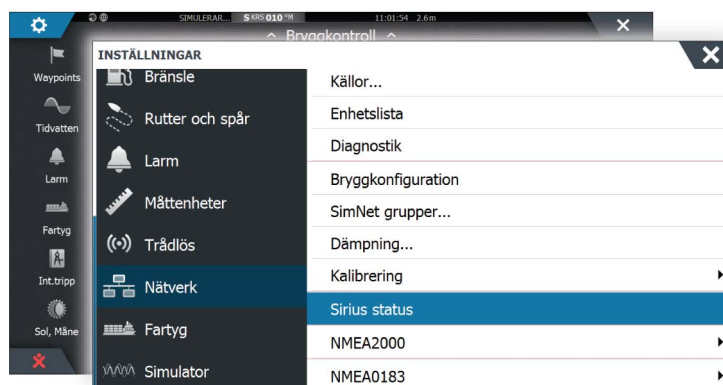 SIMULERAR... S KRS 010 °M 11:01:54 2.6m
Bryggkontroll
INSTÄLLNINGAR
Waypoints
Tidvatten
Larm
Fartyg
Int.tripp
Sol, Måne
Bränsle
Rutter och spår
Larm
Måttenheter
Trådlös
Nätverk
Fartyg
Simulator
Källor...
Enhetslista
Diagnostik
Bryggkonfiguration
SimNet grupper...
Dämpning...
Kalibrering
Sirius status
NMEA2000
NMEA0183